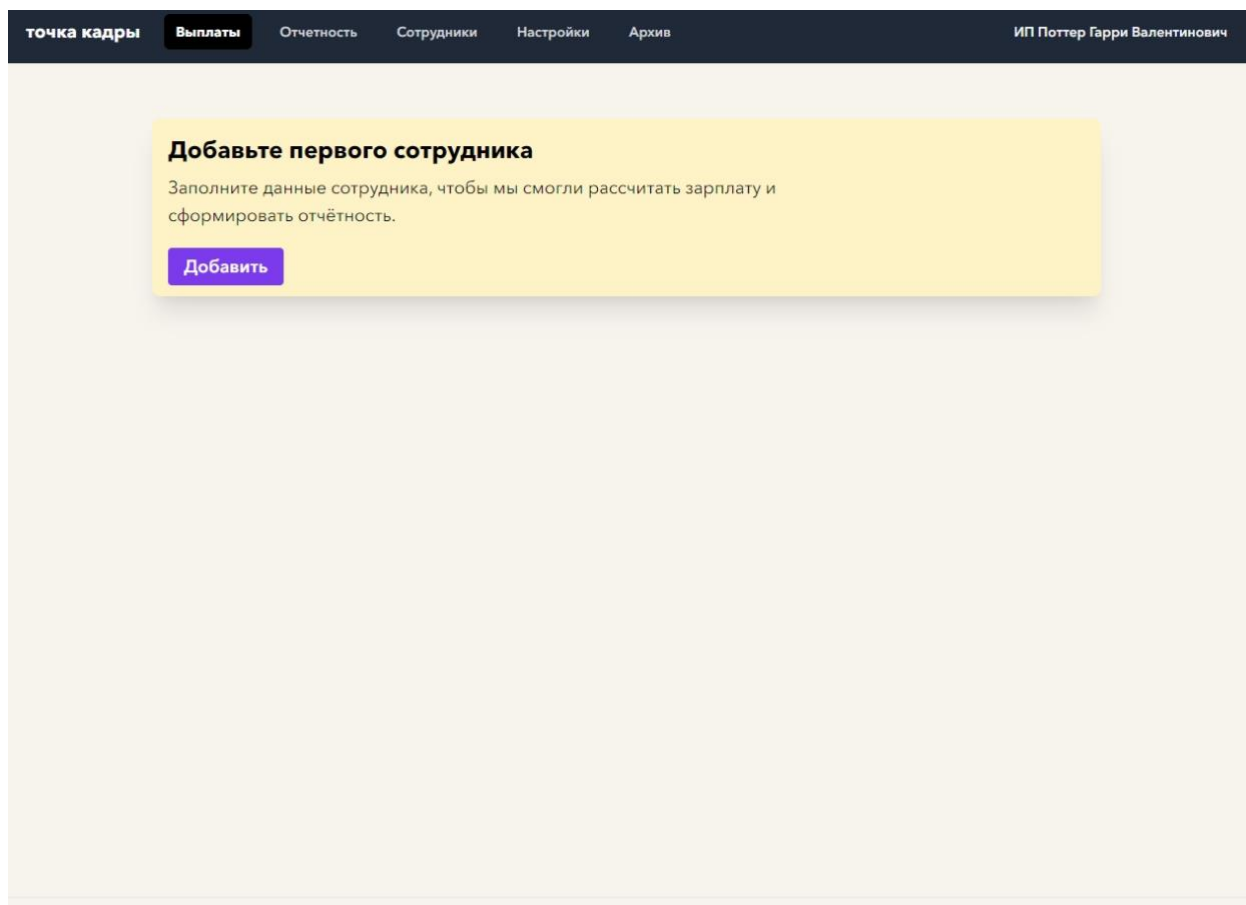 точка кадры Выплаты Отчетность Сотрудники Настройки Архив ИП Поттер Гарри Валентинович
Добавьте первого сотрудника
Заполните данные сотрудника, чтобы мы смогли рассчитать зарплату и
сформировать отчётность.
Добавить